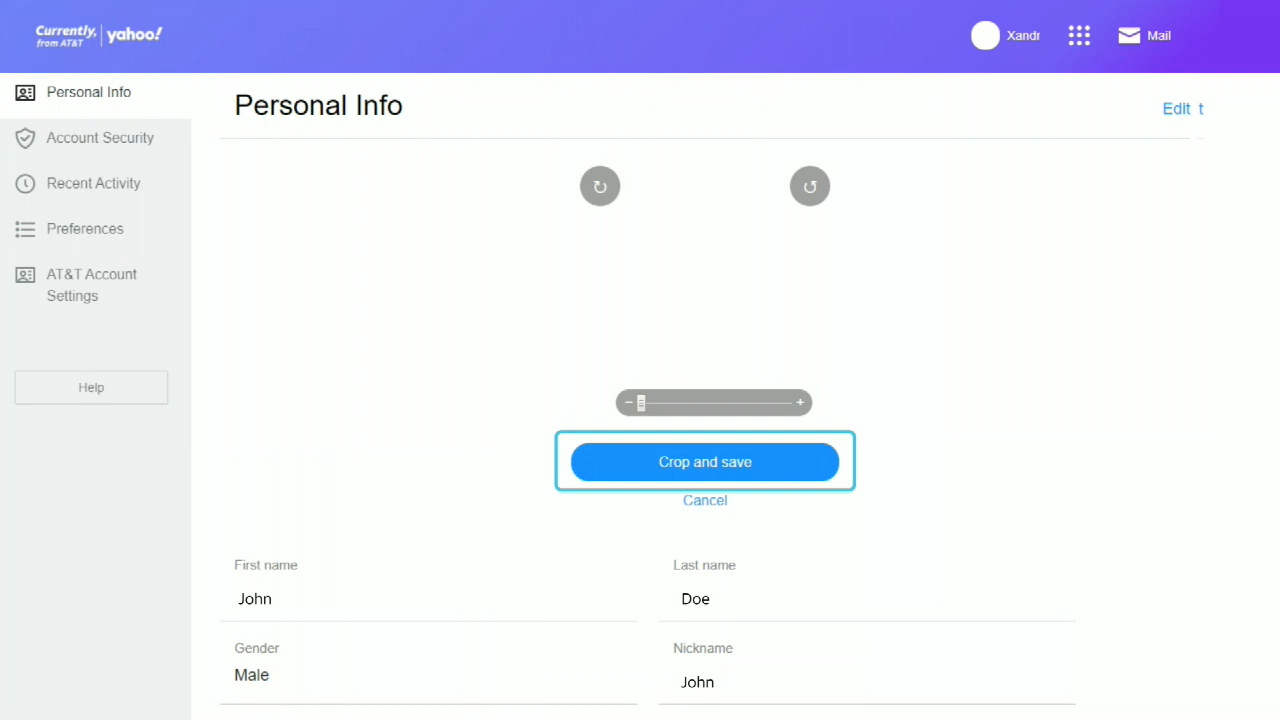 Currently, from AT&T yahoo!
Xandr
Mail
Personal Info
Account Security
Recent Activity
Preferences
AT&T Account
Settings
Help
Personal Info
Edit t
Crop and save
Cancel
First name
Last name
John
Doe
Gender
Nickname
Male
John